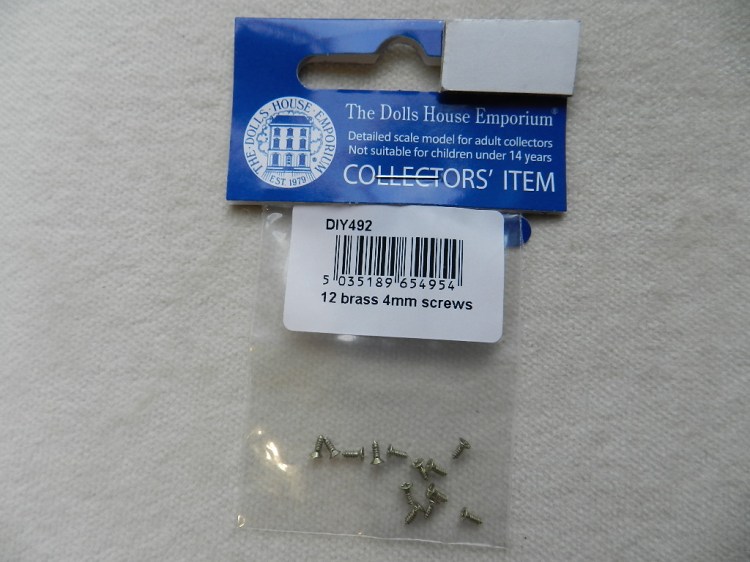 THE DOLLS HOUSE EMPORIUM
EST 1979
The Dolls House Emporium®
Detailed scale model for adult collectors
Not suitable for children under 14 years
COLLECTORS' ITEM
DIY492
5 035189 654954
12 brass 4mm screws